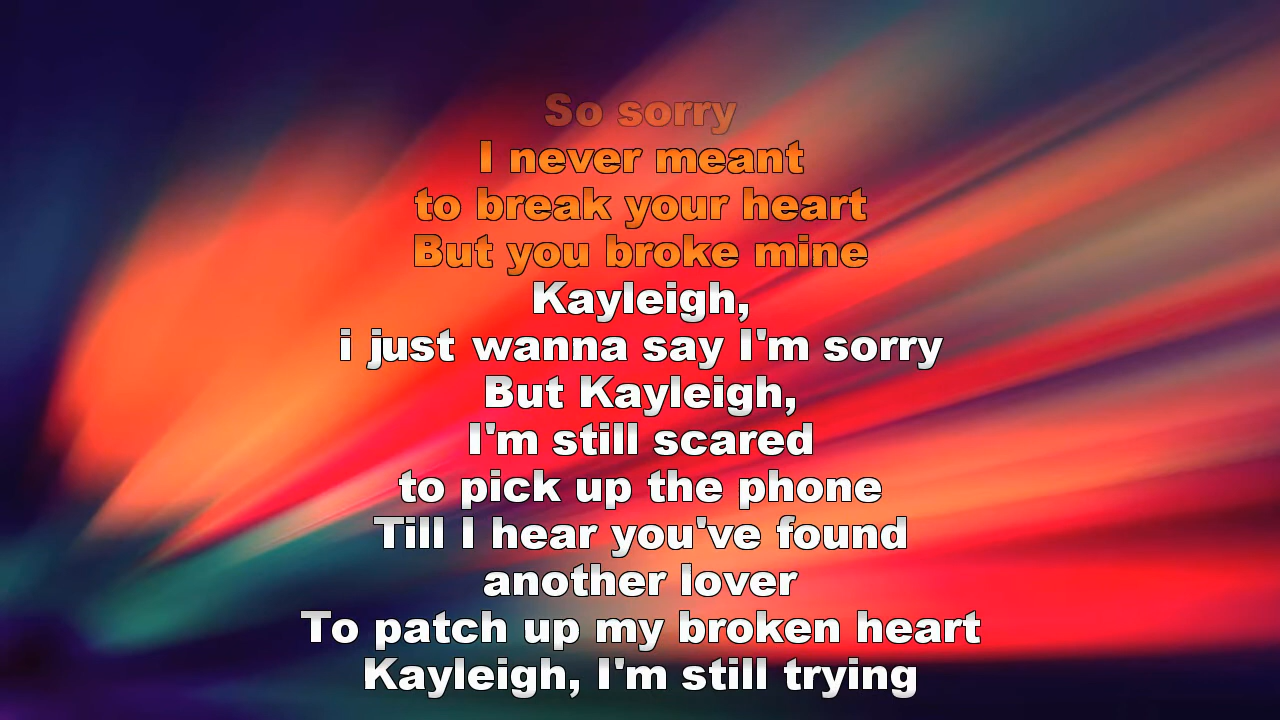 So sorry
I never meant
to break your heart
But you broke mine
Kayleigh,
i just wanna say I'm sorry
But Kayleigh,
I'm still scared
to pick up the phone
Till I hear you've found
another lover
To patch up my broken heart
Kayleigh, I'm still trying